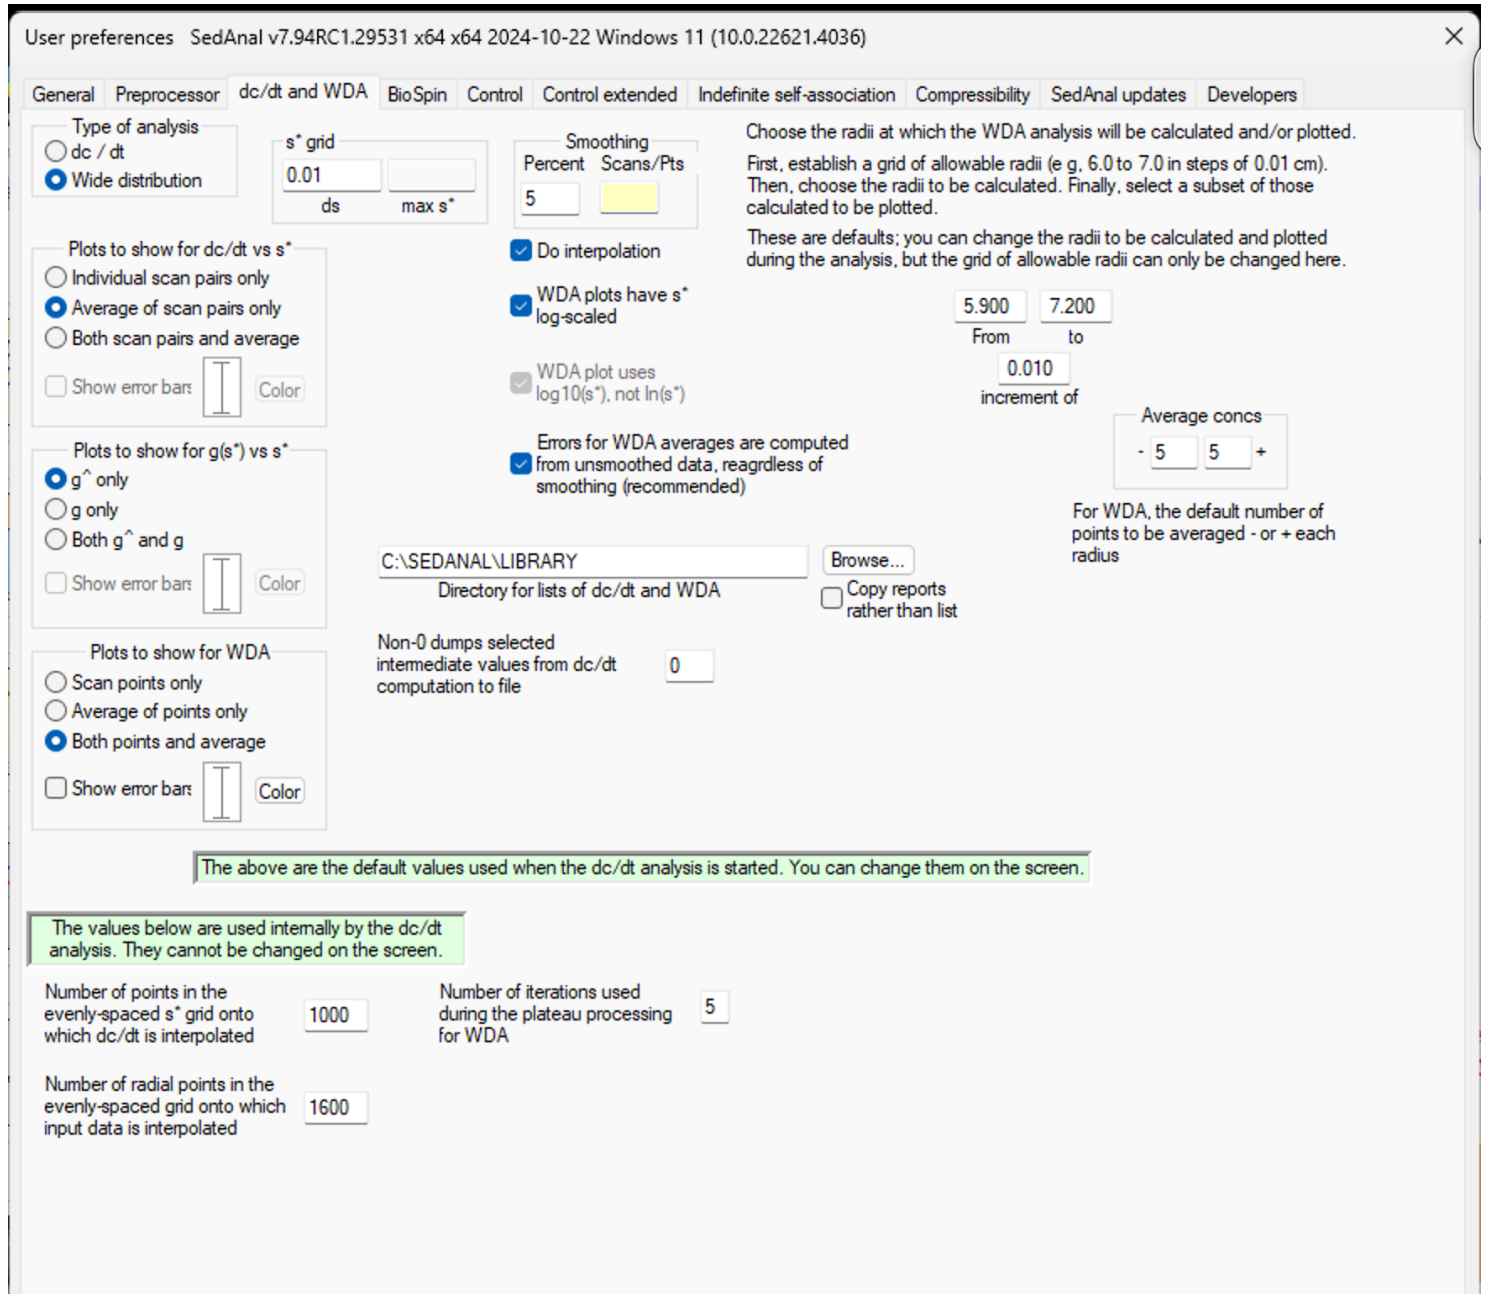 User preferences   SedAnal v7.94RC1.29531 x64 x64 2024-10-22 Windows 11 (10.0.22621.4036)
General Preprocessor dc/dt and WDA BioSpin Control Control extended Indefinite self-association Compressibility SedAnal updates Developers
Type of analysis
dc / dt
Wide distribution
s* grid
0.01
ds max s*
Smoothing
Percent Scans/Pts
5
Choose the radii at which the WDA analysis will be calculated and/or plotted.
First, establish a grid of allowable radii (e g, 6.0 to 7.0 in steps of 0.01 cm).
Then, choose the radii to be calculated. Finally, select a subset of those
calculated to be plotted.
These are defaults; you can change the radii to be calculated and plotted
during the analysis, but the grid of allowable radii can only be changed here.
Plots to show for dc/dt vs s*
Individual scan pairs only
Average of scan pairs only
Both scan pairs and average
Show error bars Color
Do interpolation
WDA plots have s*
log-scaled
WDA plot uses
log10(s*), not ln(s*)
Errors for WDA averages are computed
from unsmoothed data, reagrdless of
smoothing (recommended)
5.900 7.200
From to
0.010
increment of
Average concs
- 5 5 +
For WDA, the default number of
points to be averaged - or + each
radius
Plots to show for g(s*) vs s*
g^ only
g only
Both g^ and g
Show error bars Color
C:\SEDANAL\LIBRARY Browse...
Directory for lists of dc/dt and WDA
Copy reports
rather than list
Non-0 dumps selected
intermediate values from dc/dt
computation to file
0
Plots to show for WDA
Scan points only
Average of points only
Both points and average
Show error bars Color
The above are the default values used when the dc/dt analysis is started. You can change them on the screen.
The values below are used internally by the dc/dt
analysis. They cannot be changed on the screen.
Number of points in the
evenly-spaced s* grid onto
which dc/dt is interpolated
1000
Number of iterations used
during the plateau processing
for WDA
5
Number of radial points in the
evenly-spaced grid onto which
input data is interpolated
1600